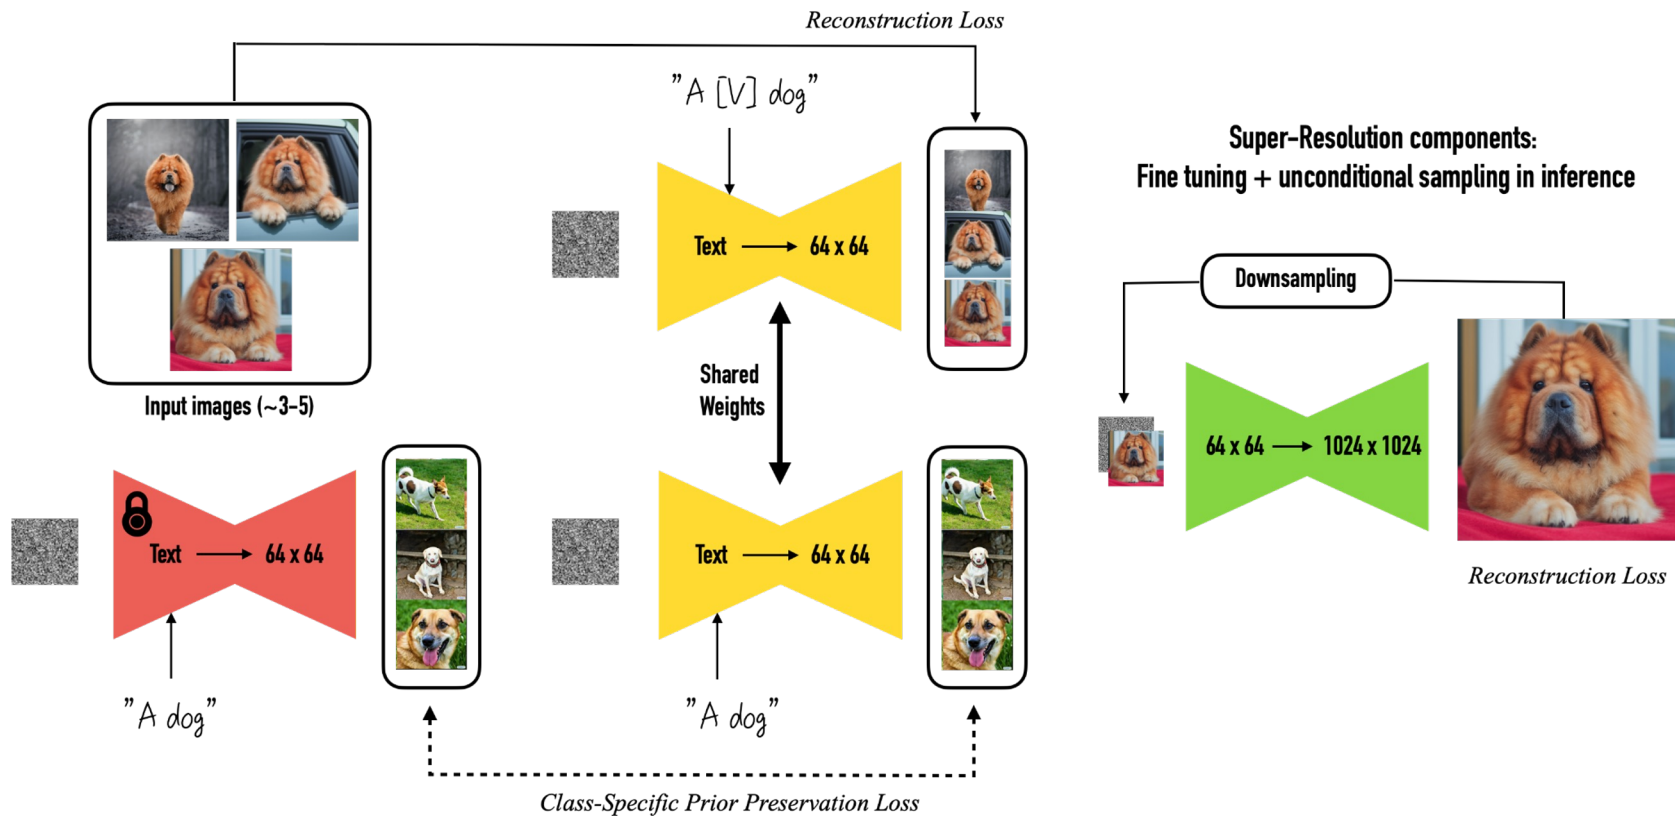 Reconstruction Loss
"A [V] dog"
Text → 64 x 64
Input images (~3-5)
Shared
Weights
Text → 64 x 64
"A dog"
Text → 64 x 64
"A dog"
Class-Specific Prior Preservation Loss
Super-Resolution components:
Fine tuning + unconditional sampling in inference
Downsampling
64 x 64 → 1024 x 1024
Reconstruction Loss